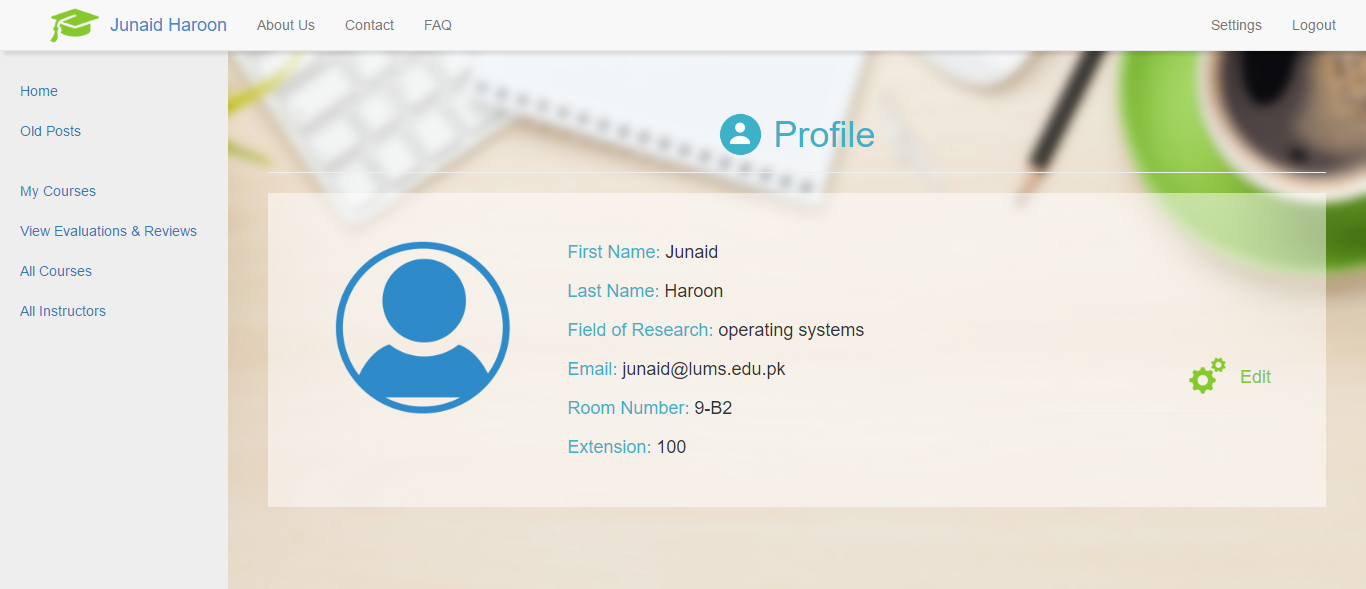 Junaid Haroon About Us Contact FAQ Settings Logout
Home
Old Posts
My Courses
View Evaluations & Reviews
All Courses
All Instructors
Profile
First Name: Junaid
Last Name: Haroon
Field of Research: operating systems
Email: junaid@lums.edu.pk
Room Number: 9-B2
Extension: 100
Edit